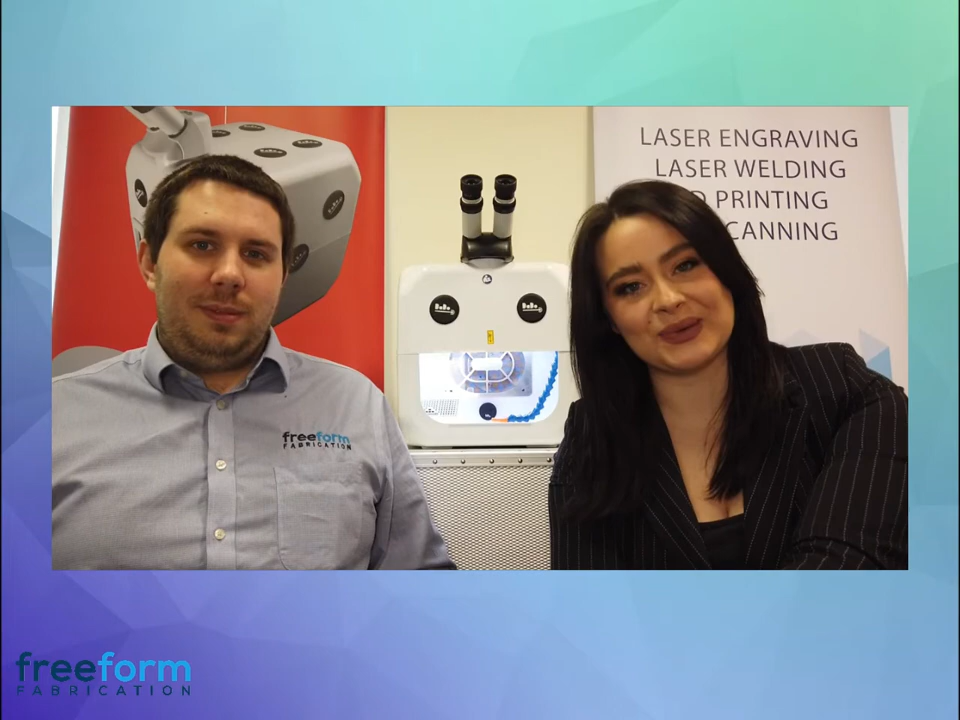 LASER ENGRAVING
LASER WELDING
D PRINTING
CANNING
freeform
FABRICATION
freeform
FABRICATION